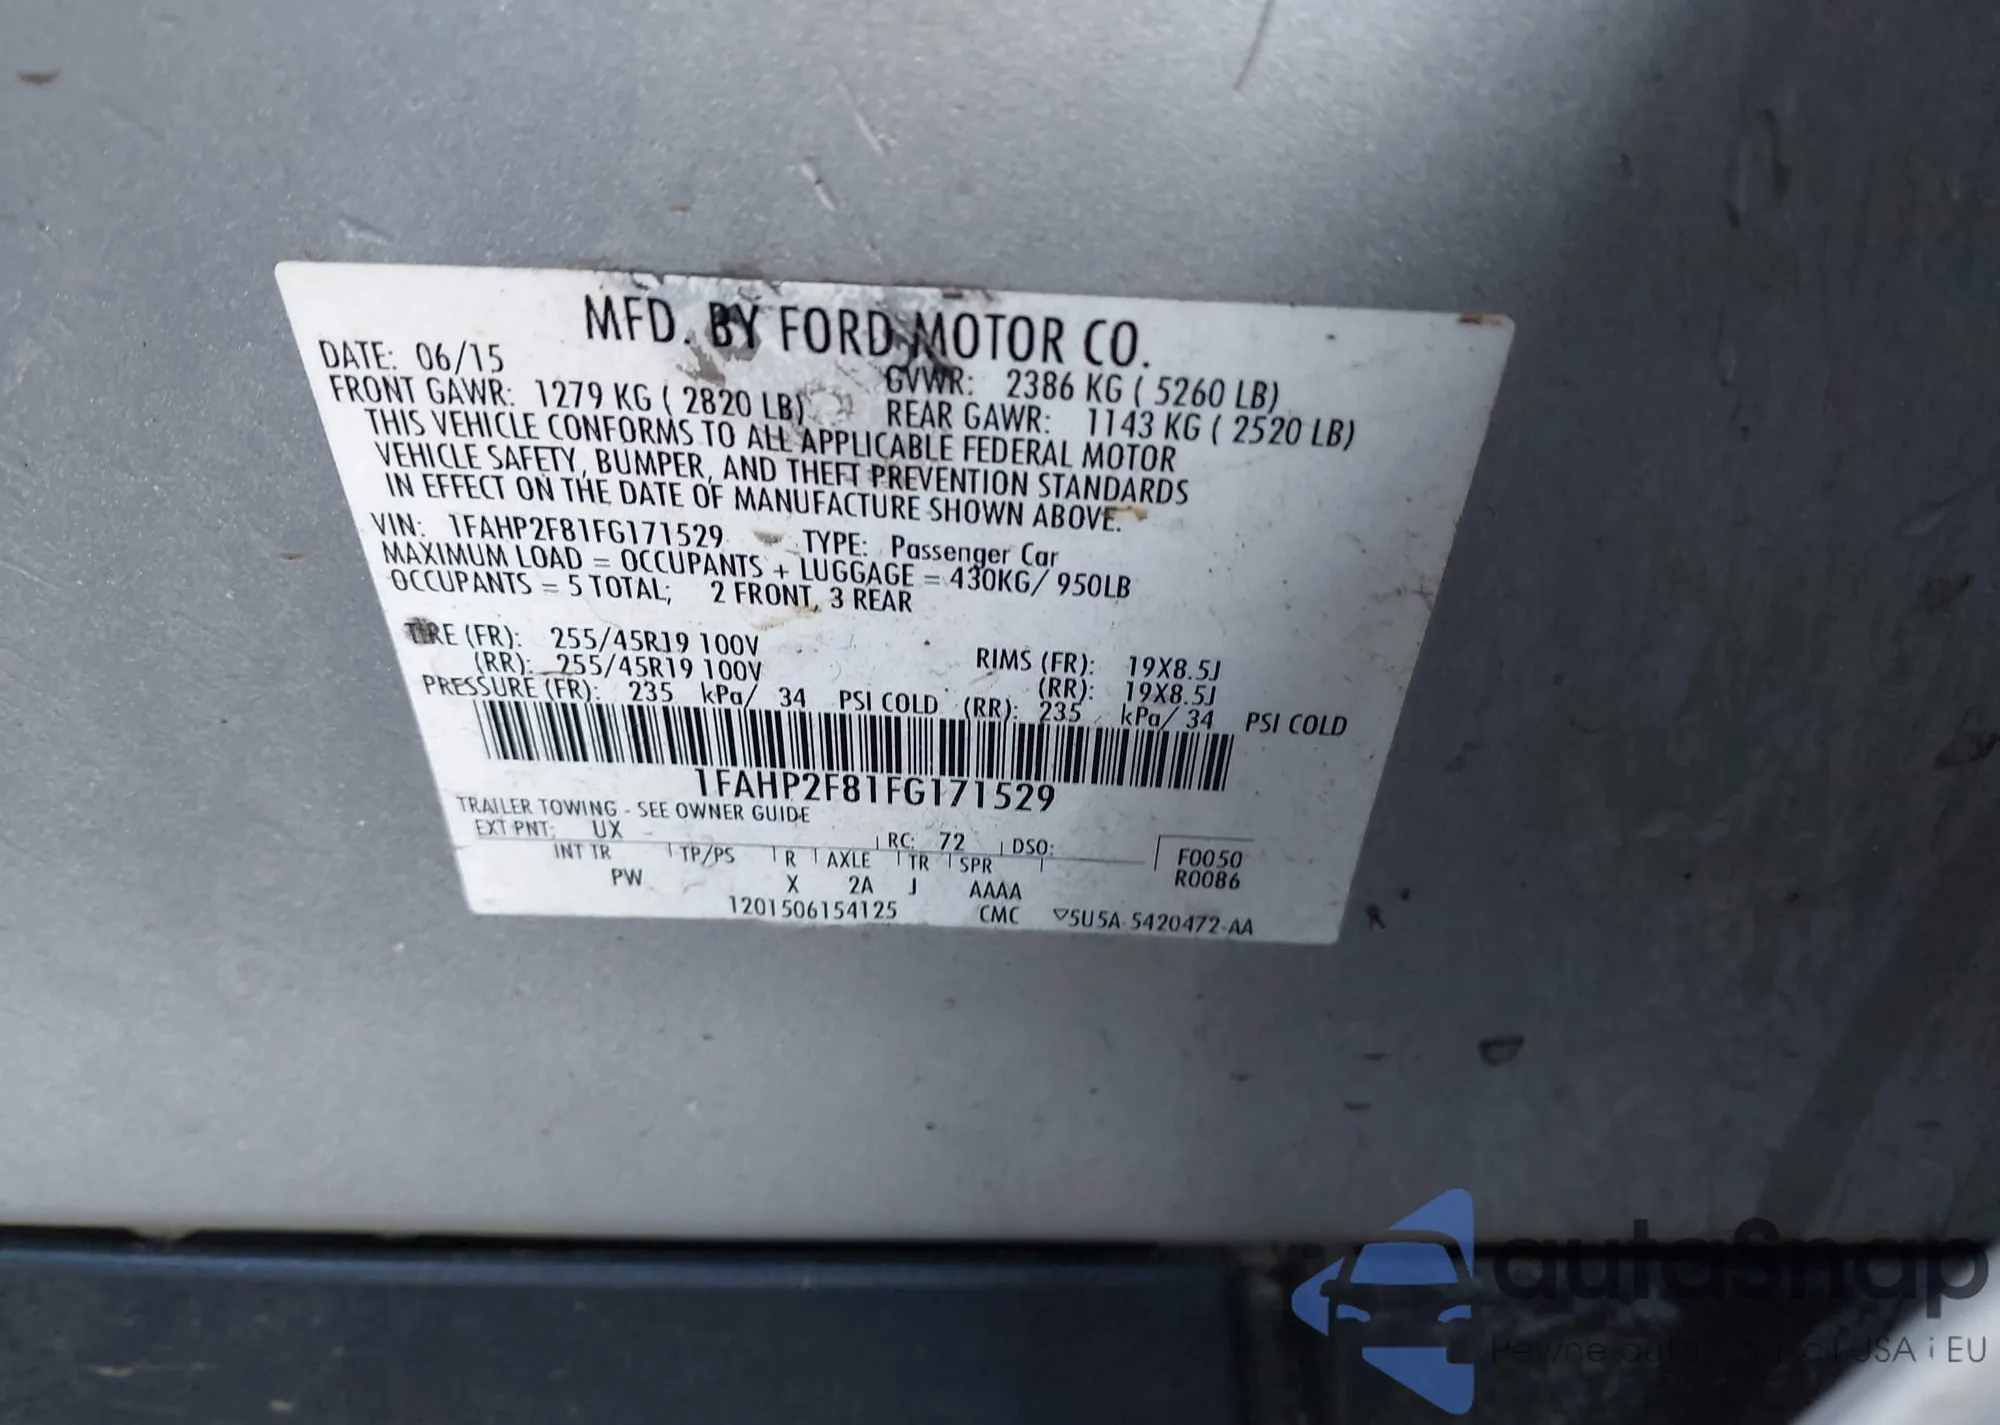 MFD. BY FORD MOTOR CO.
DATE: 06/15 GVWR: 2386 KG ( 5260 LB)
FRONT GAWR: 1279 KG ( 2820 LB) REAR GAWR: 1143 KG ( 2520 LB)
THIS VEHICLE CONFORMS TO ALL APPLICABLE FEDERAL MOTOR
VEHICLE SAFETY, BUMPER, AND THEFT PREVENTION STANDARDS
IN EFFECT ON THE DATE OF MANUFACTURE SHOWN ABOVE.
VIN: 1FAHP2F81FG171529 TYPE: Passenger Car
MAXIMUM LOAD = OCCUPANTS + LUGGAGE = 430KG/ 950LB
OCCUPANTS = 5 TOTAL; 2 FRONT, 3 REAR
TIRE (FR): 255/45R19 100V RIMS (FR): 19X8.5J
(RR): 255/45R19 100V (RR): 19X8.5J
PRESSURE (FR): 235 kPa/ 34 PSI COLD (RR): 235 kPa/ 34 PSI COLD
1FAHP2F81FG171529
TRAILER TOWING - SEE OWNER GUIDE
EXT PNT: UX RC: 72 DSO:
INT TR TP/PS R AXLE TR SPR F0050
PW X 2A J AAAA R0086
1201506154125 CMC ▽5U5A-5420472-AA
autoSnap
Pewne auta USA i EU